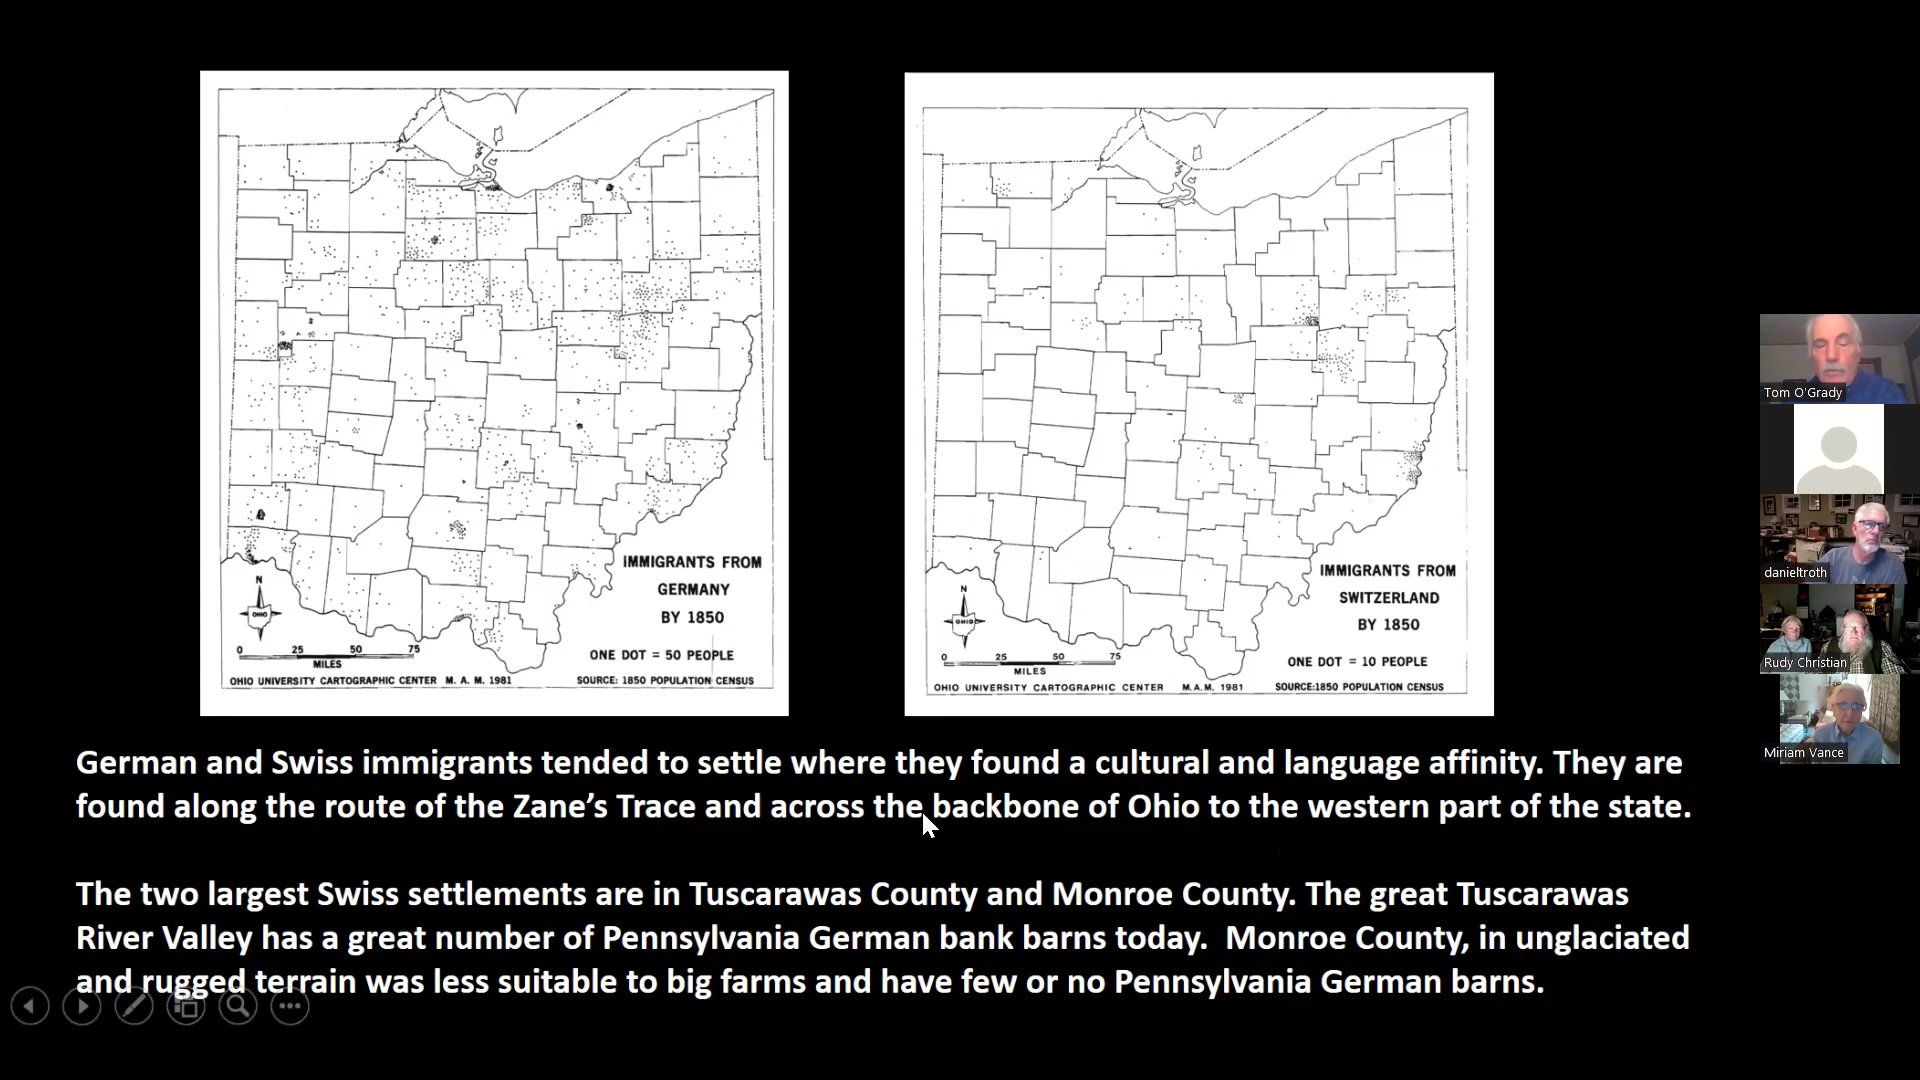 IMMIGRANTS FROM
GERMANY
BY 1850
N
OHIO
0 25 50 75
MILES
ONE DOT = 50 PEOPLE
OHIO UNIVERSITY CARTOGRAPHIC CENTER M. A. M. 1981
SOURCE: 1850 POPULATION CENSUS
IMMIGRANTS FROM
SWITZERLAND
BY 1850
N
OHIO
0 25 50 75
MILES
ONE DOT = 10 PEOPLE
OHIO UNIVERSITY CARTOGRAPHIC CENTER M.A.M. 1981
SOURCE:1850 POPULATION CENSUS
German and Swiss immigrants tended to settle where they found a cultural and language affinity. They are
found along the route of the Zane’s Trace and across the backbone of Ohio to the western part of the state.
The two largest Swiss settlements are in Tuscarawas County and Monroe County. The great Tuscarawas
River Valley has a great number of Pennsylvania German bank barns today.  Monroe County, in unglaciated
and rugged terrain was less suitable to big farms and have few or no Pennsylvania German barns.
Tom O'Grady
danieltroth
Rudy Christian
Miriam Vance